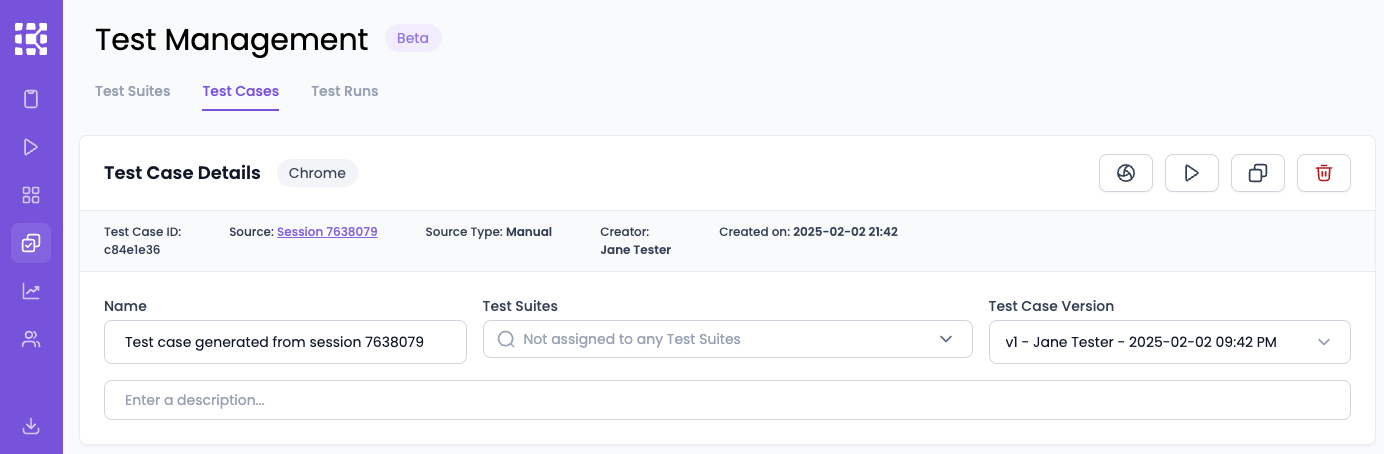 Test Management Beta
Test Suites Test Cases Test Runs
Test Case Details Chrome
Test Case ID: Source: Session 7638079 Source Type: Manual Creator: Created on: 2025-02-02 21:42
c84e1e36 Jane Tester
Name Test Suites Test Case Version
Test case generated from session 7638079 Not assigned to any Test Suites v1 - Jane Tester - 2025-02-02 09:42 PM
Enter a description...